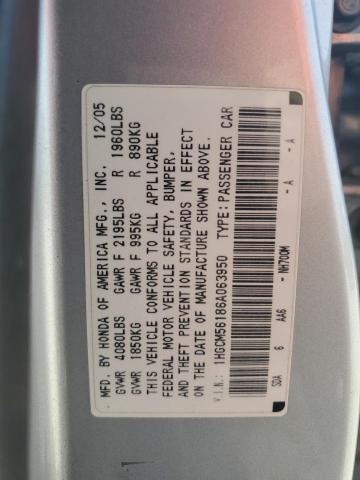 MFD. BY HONDA OF AMERICA MFG., INC. 12/05
GVWR 4080LBS GAWR F 2195LBS R 1960LBS
GVWR 1850KG GAWR F 995KG R 890KG
THIS VEHICLE CONFORMS TO ALL APPLICABLE
FEDERAL MOTOR VEHICLE SAFETY, BUMPER,
AND THEFT PREVENTION STANDARDS IN EFFECT
ON THE DATE OF MANUFACTURE SHOWN ABOVE.
V.I.N.: 1HGCM56186A063950 TYPE: PASSENGER CAR
SDA 6 AA6 - NH700M - A - A